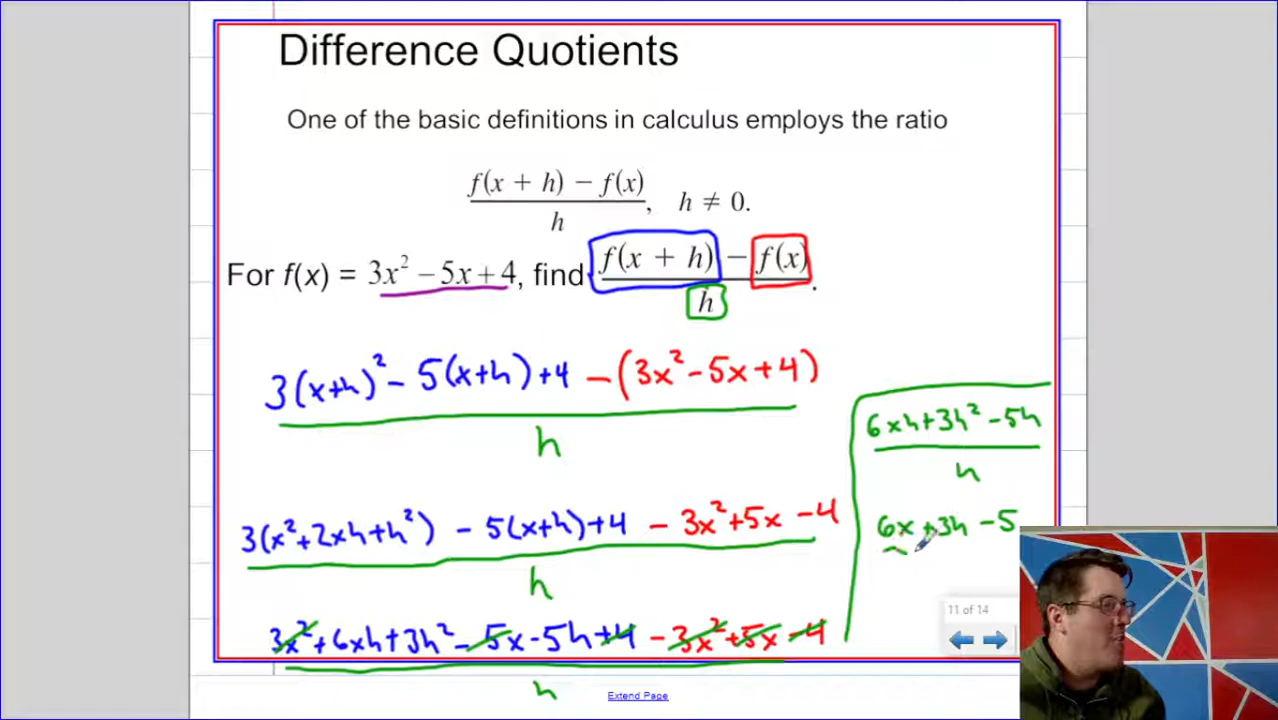 Difference Quotients
One of the basic definitions in calculus employs the ratio
f(x + h) − f(x)
h
, h ≠ 0.
For f(x) = 3x² − 5x + 4, find f(x + h) − f(x)
h
.
3(x+h)² − 5(x+h) + 4 − (3x² − 5x + 4)
h
3(x² + 2xh + h²) − 5(x+h) + 4 − 3x² + 5x − 4
h
3x² + 6xh + 3h² − 5x − 5h + 4 − 3x² + 5x − 4
h
6xh + 3h² − 5h
h
6x + 3h − 5
11 of 14
Extend Page